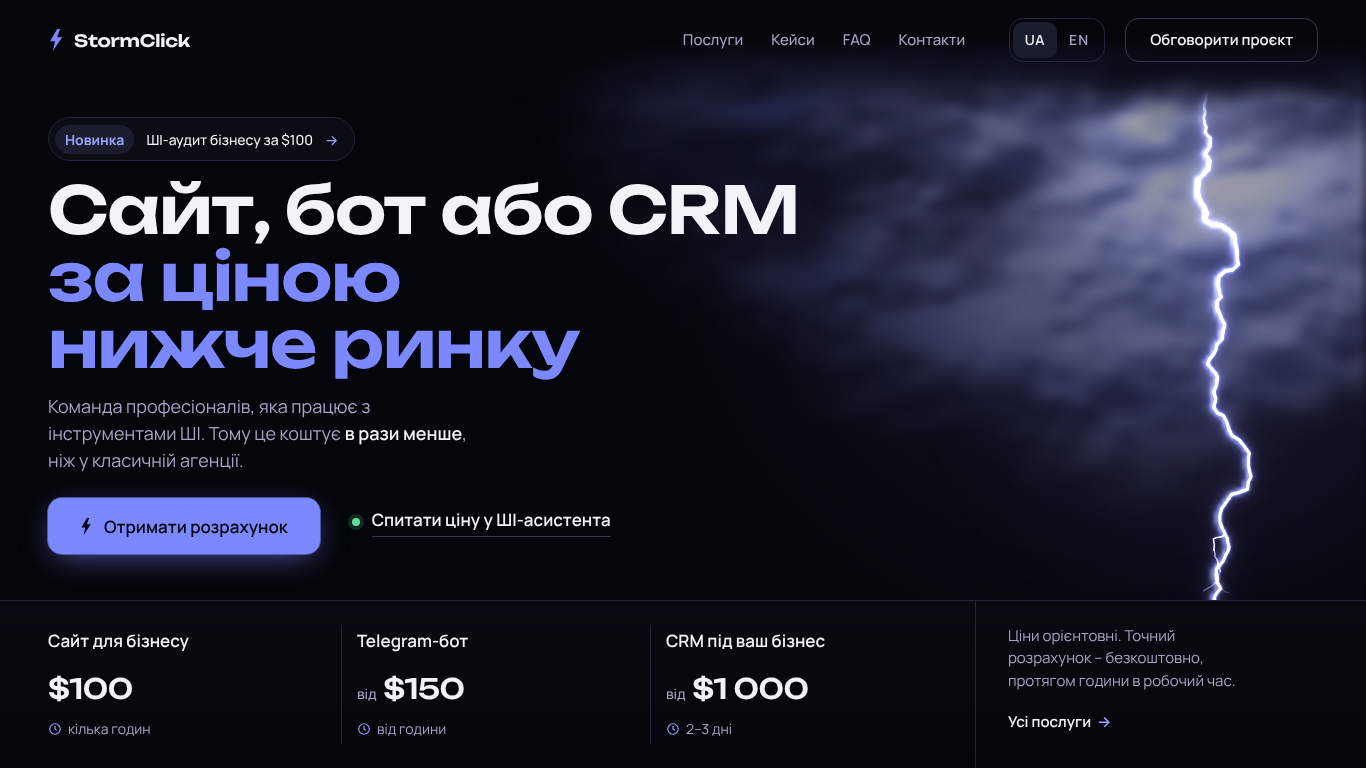 StormClick
Послуги
Кейси
FAQ
Контакти
UA
EN
Обговорити проєкт
Новинка
ШІ-аудит бізнесу за $100 →
Сайт, бот або CRM
за ціною
нижче ринку
Команда професіоналів, яка працює з
інструментами ШІ. Тому це коштує в рази менше,
ніж у класичній агенції.
Отримати розрахунок
Спитати ціну у ШІ-асистента
Сайт для бізнесу
$100
кілька годин
Telegram-бот
від $150
від години
CRM під ваш бізнес
від $1 000
2–3 дні
Ціни орієнтовні. Точний
розрахунок – безкоштовно,
протягом години в робочий час.
Усі послуги →